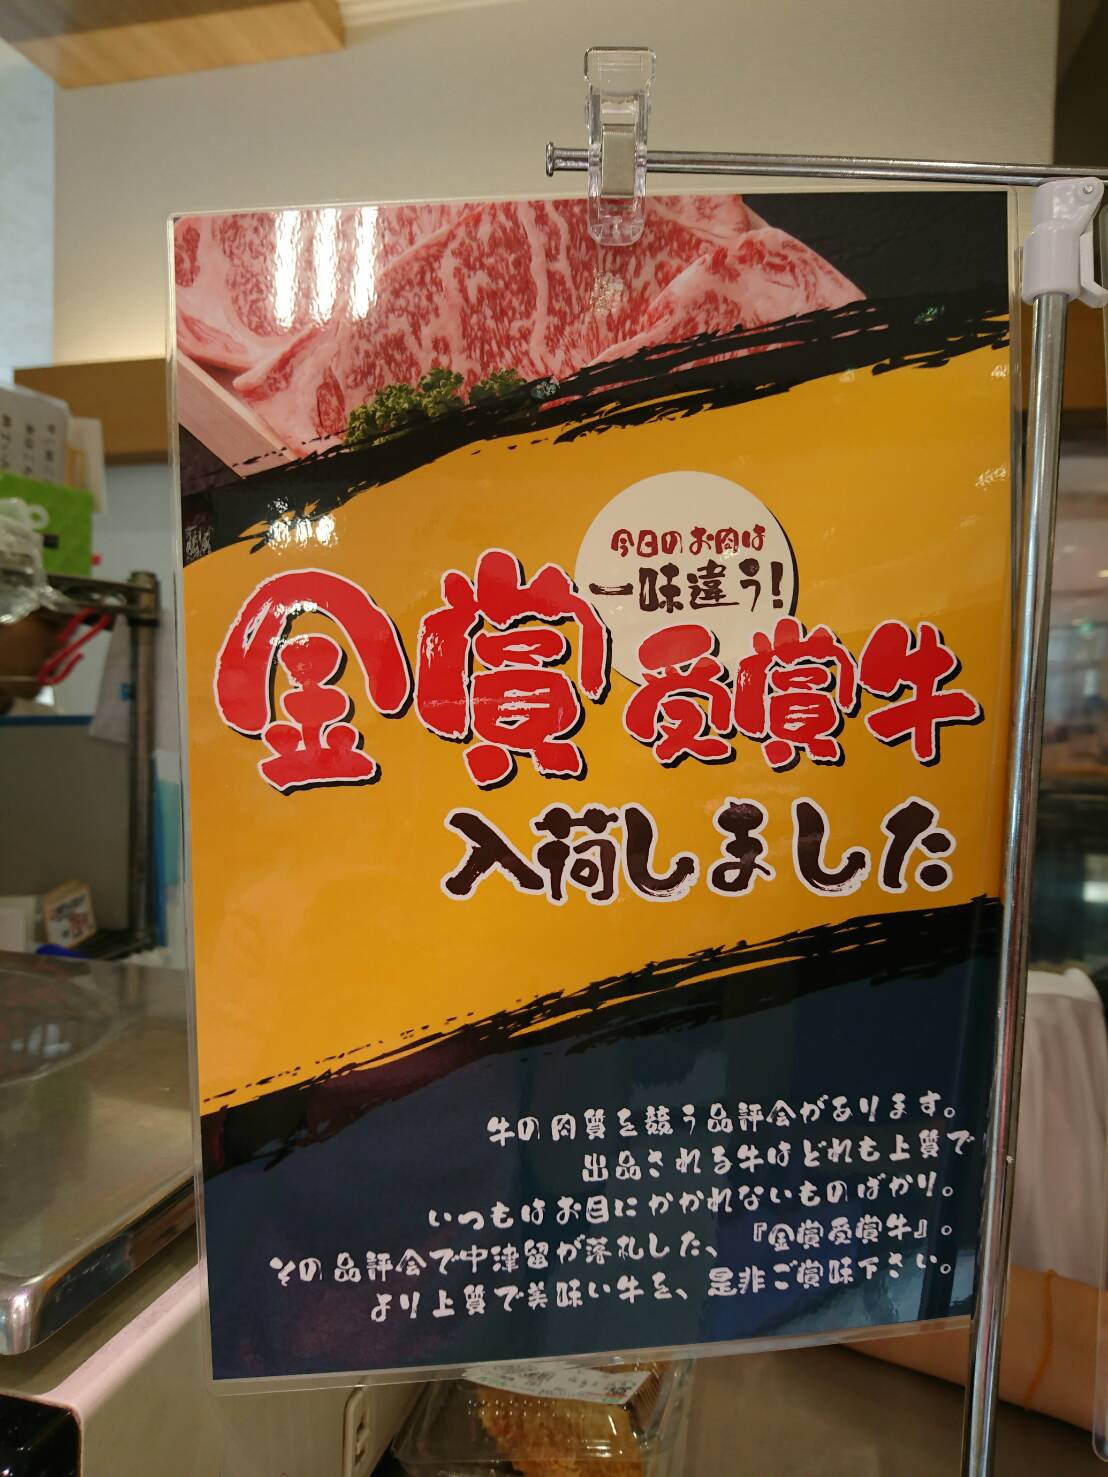 今日のお肉は
一味違う!
金賞受賞牛
入荷しました
牛の肉質を競う品評会があります。
出品される牛はどれも上質で
いつもはお目にかかれないものばかり。
その品評会で中津留が落札した、『金賞受賞牛』。
より上質で美味い牛を、是非ご賞味下さい。